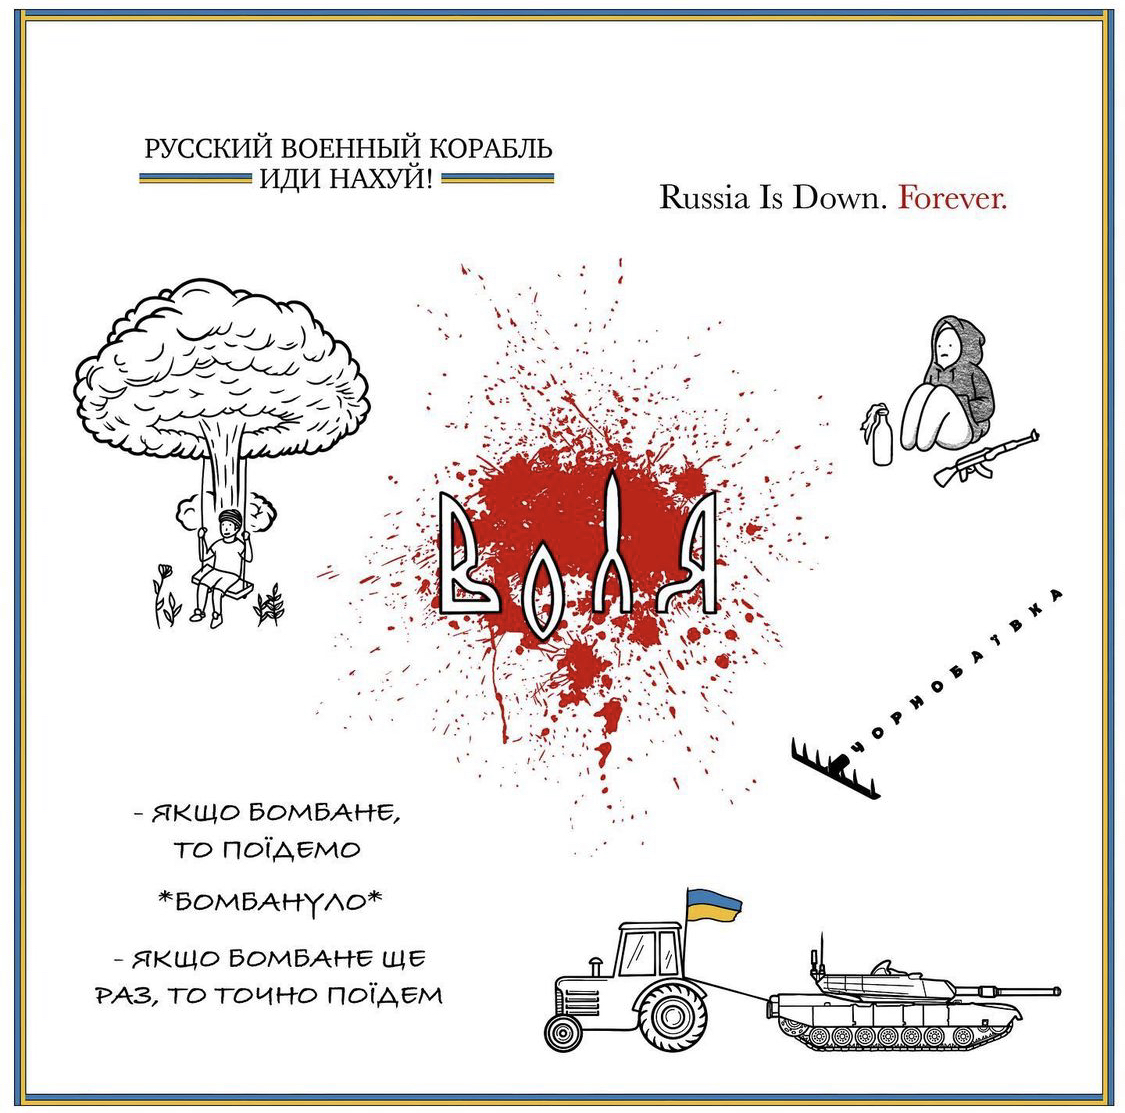 РУССКИЙ ВОЕННЫЙ КОРАБЛЬ
ИДИ НАХУЙ!
Russia Is Down. Forever.
ВОЛЯ
ЧОРНОБАЇВКА
- ЯКЩО БОМБАНЕ,
ТО ПОЇДЕМО
*БОМБАНУЛО*
- ЯКЩО БОМБАНЕ ЩЕ
РАЗ, ТО ТОЧНО ПОЇДЕМ